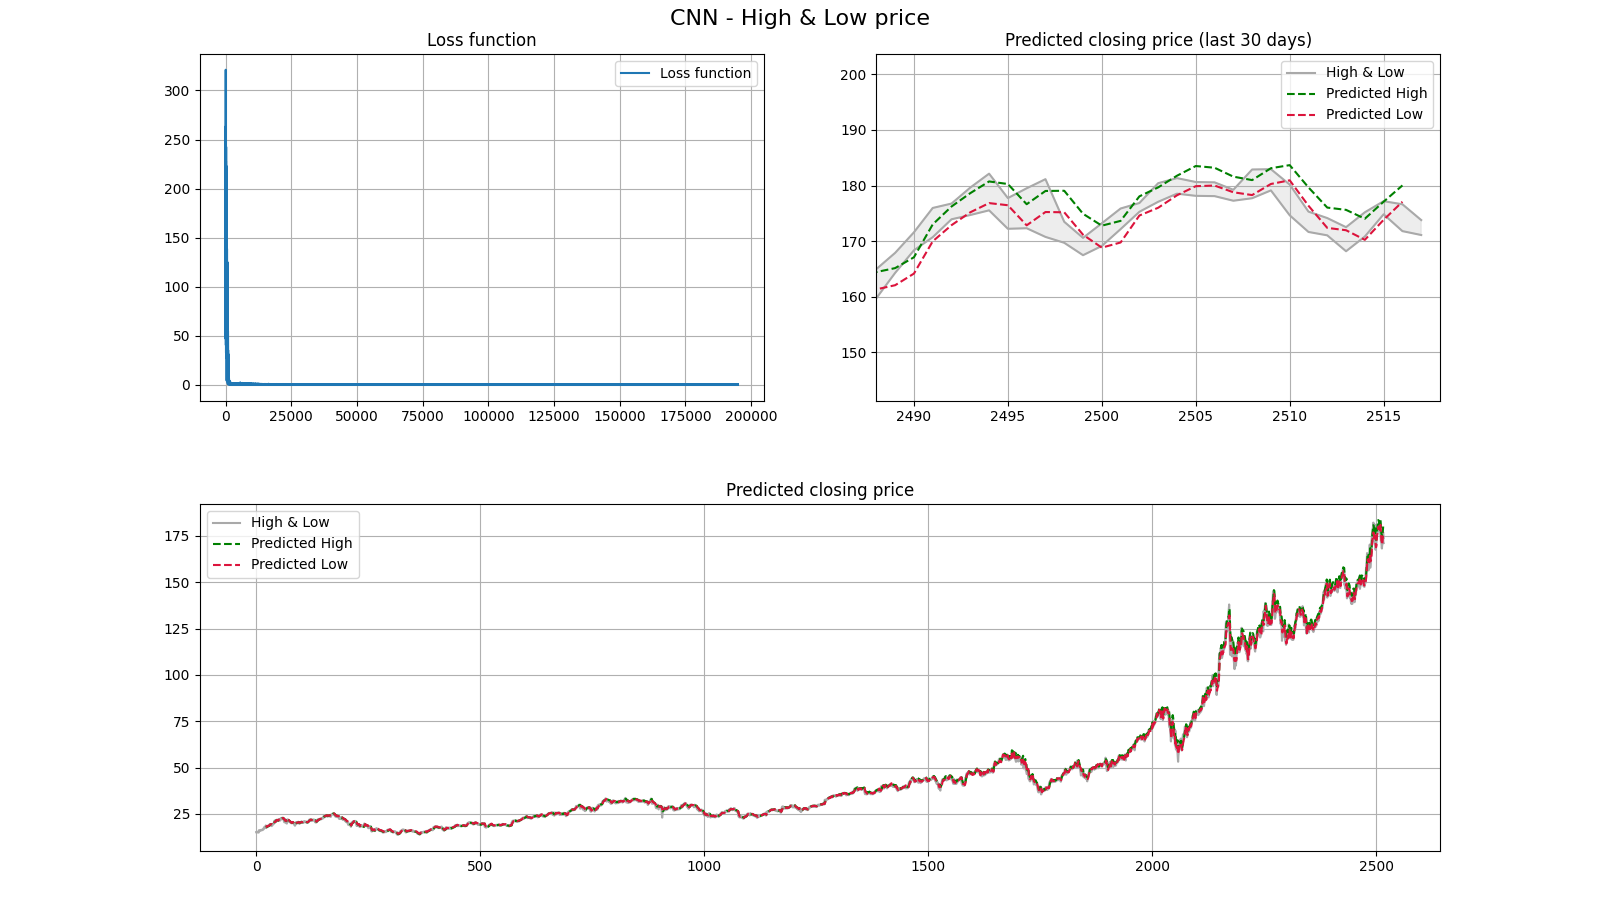 CNN - High & Low price
Loss function
Loss function
300
250
200
150
100
50
0
0 25000 50000 75000 100000 125000 150000 175000 200000
Predicted closing price (last 30 days)
High & Low
Predicted High
Predicted Low
200
190
180
170
160
150
2490 2495 2500 2505 2510 2515
Predicted closing price
High & Low
Predicted High
Predicted Low
175
150
125
100
75
50
25
0 500 1000 1500 2000 2500